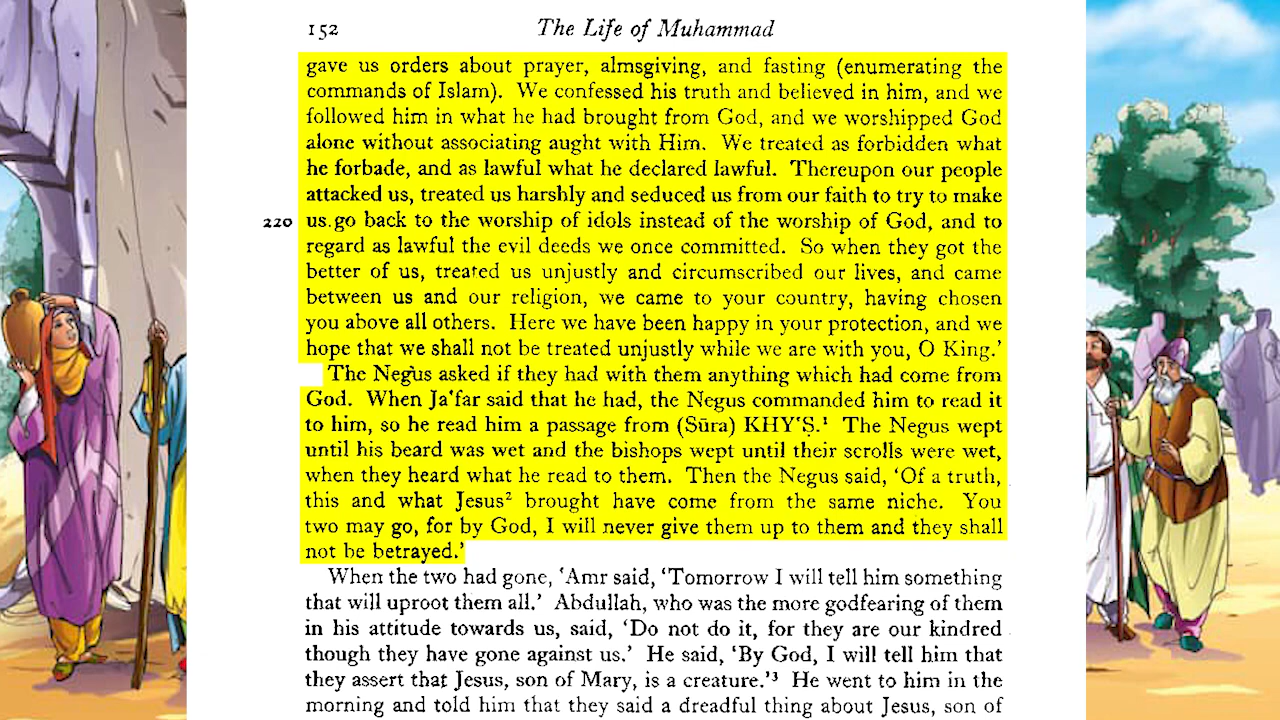 152 The Life of Muhammad
gave us orders about prayer, almsgiving, and fasting (enumerating the
commands of Islam). We confessed his truth and believed in him, and we
followed him in what he had brought from God, and we worshipped God
alone without associating aught with Him. We treated as forbidden what
he forbade, and as lawful what he declared lawful. Thereupon our people
attacked us, treated us harshly and seduced us from our faith to try to make
220 us go back to the worship of idols instead of the worship of God, and to
regard as lawful the evil deeds we once committed. So when they got the
better of us, treated us unjustly and circumscribed our lives, and came
between us and our religion, we came to your country, having chosen
you above all others. Here we have been happy in your protection, and we
hope that we shall not be treated unjustly while we are with you, O King.’
The Negus asked if they had with them anything which had come from
God. When Ja‘far said that he had, the Negus commanded him to read it
to him, so he read him a passage from (Sūra) KHY‘Ṣ.¹ The Negus wept
until his beard was wet and the bishops wept until their scrolls were wet,
when they heard what he read to them. Then the Negus said, ‘Of a truth,
this and what Jesus² brought have come from the same niche. You
two may go, for by God, I will never give them up to them and they shall
not be betrayed.’
When the two had gone, ‘Amr said, ‘Tomorrow I will tell him something
that will uproot them all.’ Abdullah, who was the more godfearing of them
in his attitude towards us, said, ‘Do not do it, for they are our kindred
though they have gone against us.’ He said, ‘By God, I will tell him that
they assert that Jesus, son of Mary, is a creature.’³ He went to him in the
morning and told him that they said a dreadful thing about Jesus, son of